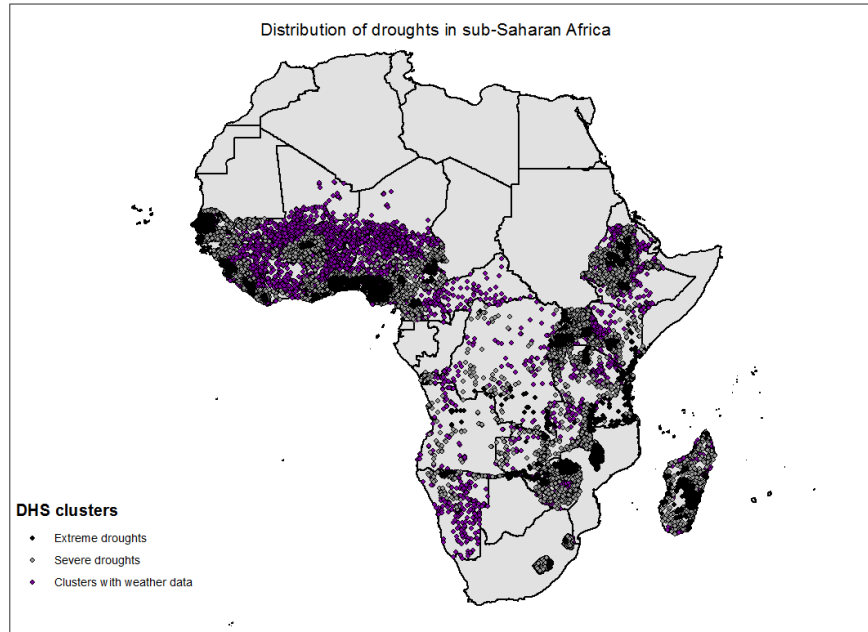 Distribution of droughts in sub-Saharan Africa
DHS clusters
Extreme droughts
Severe droughts
Clusters with weather data